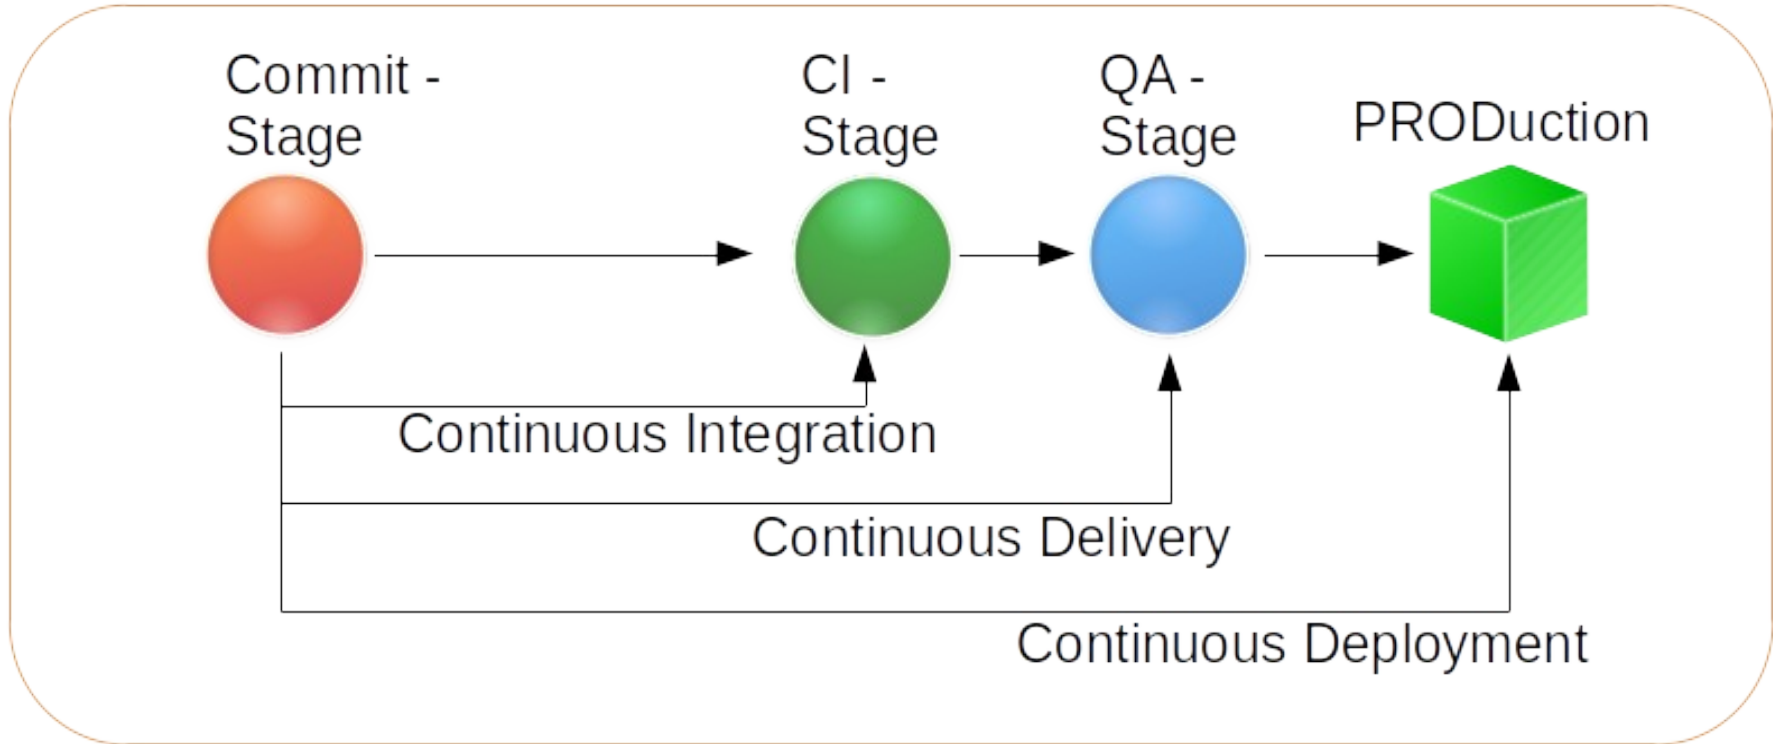 Commit -
Stage
CI -
Stage
QA -
Stage
PRODuction
Continuous Integration
Continuous Delivery
Continuous Deployment